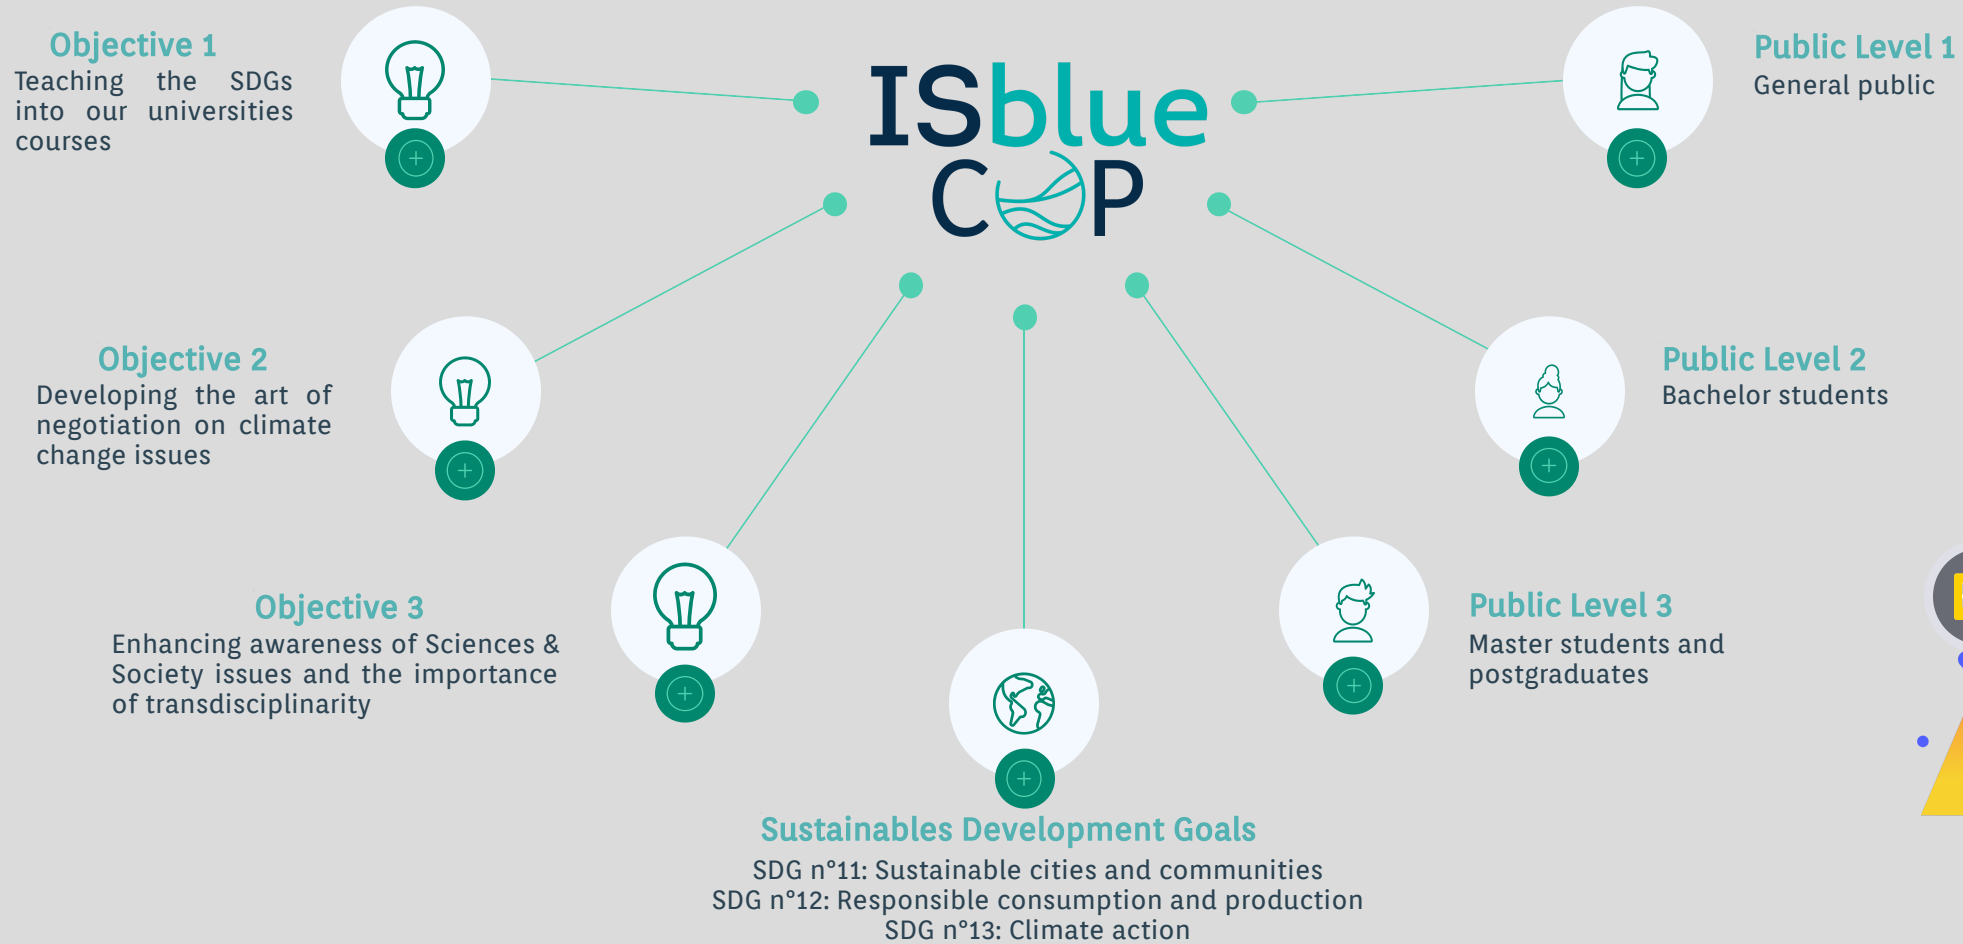 Objective 1
Teaching the SDGs
into our universities
courses
ISblue
COP
Public Level 1
General public
Objective 2
Developing the art of
negotiation on climate
change issues
Public Level 2
Bachelor students
Objective 3
Enhancing awareness of Sciences &
Society issues and the importance
of transdisciplinarity
Public Level 3
Master students and
postgraduates
Sustainables Development Goals
SDG n°11: Sustainable cities and communities
SDG n°12: Responsible consumption and production
SDG n°13: Climate action